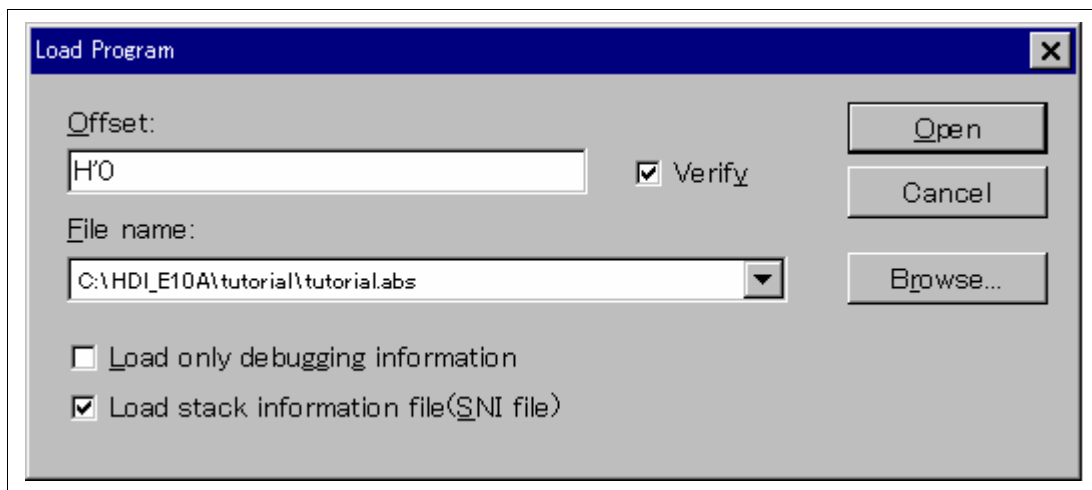 Load Program
Offset:
Open
H'0
Verify
Cancel
File name:
C:\HDI_E10A\tutorial\tutorial.abs
Browse...
Load only debugging information
Load stack information file(SNI file)